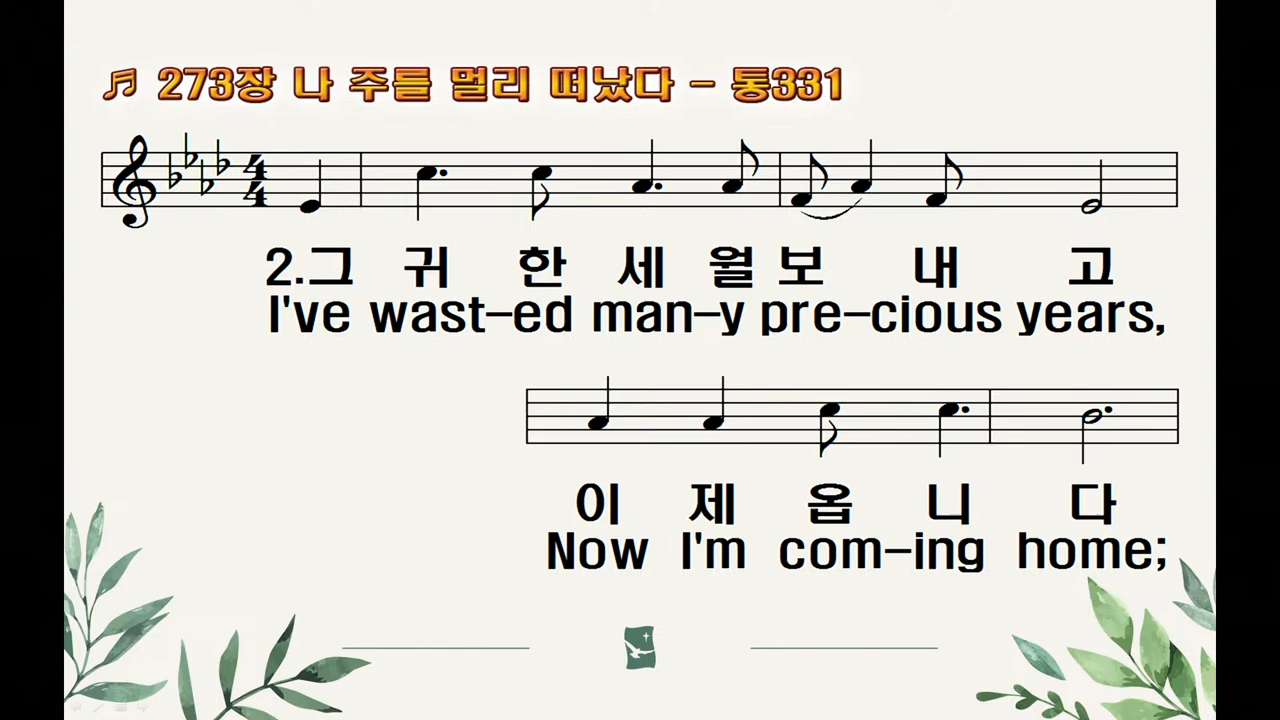 ♬ 273장 나 주를 멀리 떠났다 - 통331
2.그 귀 한 세 월 보 내 고
I've wast-ed man-y pre-cious years,
이 제 옵 니 다
Now I'm com-ing home;